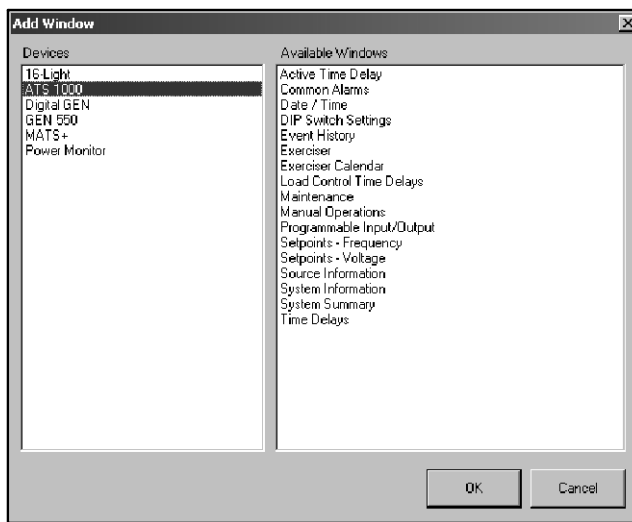 Add Window
Devices
16-Light
ATS 1000
Digital GEN
GEN 550
MATS+
Power Monitor
Available Windows
Active Time Delay
Common Alarms
Date / Time
DIP Switch Settings
Event History
Exerciser
Exerciser Calendar
Load Control Time Delays
Maintenance
Manual Operations
Programmable Input/Output
Setpoints - Frequency
Setpoints - Voltage
Source Information
System Information
System Summary
Time Delays
OK
Cancel